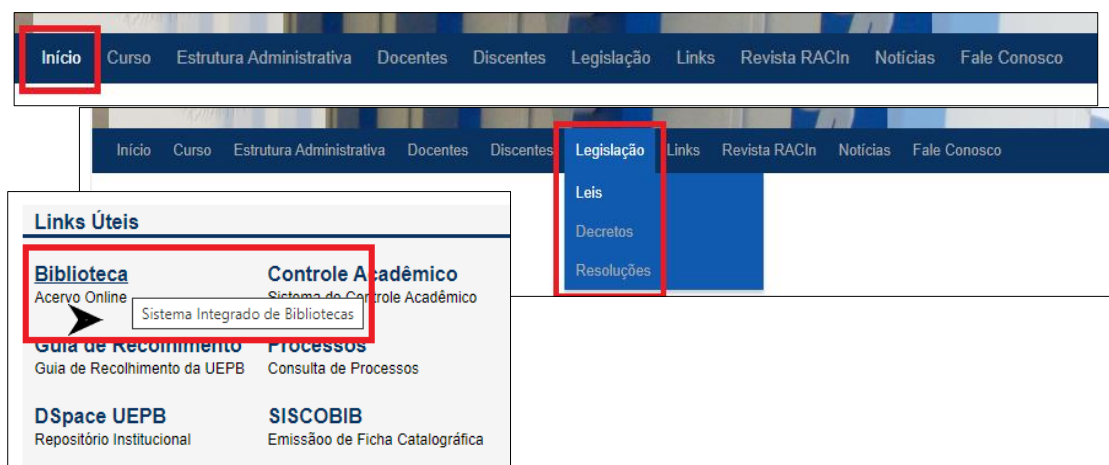 Início Curso Estrutura Administrativa Docentes Discentes Legislação Links Revista RACIn Notícias Fale Conosco
Início Curso Estrutura Administrativa Docentes Discentes Legislação Links Revista RACIn Notícias Fale Conosco
Leis
Decretos
Resoluções
Links Úteis
Biblioteca Controle Acadêmico
Acervo Online Sistema de Controle Acadêmico
Sistema Integrado de Bibliotecas
Guia de Recolhimento Processos
Guia de Recolhimento da UEPB Consulta de Processos
DSpace UEPB SISCOBIB
Repositório Institucional Emissãoo de Ficha Catalográfica